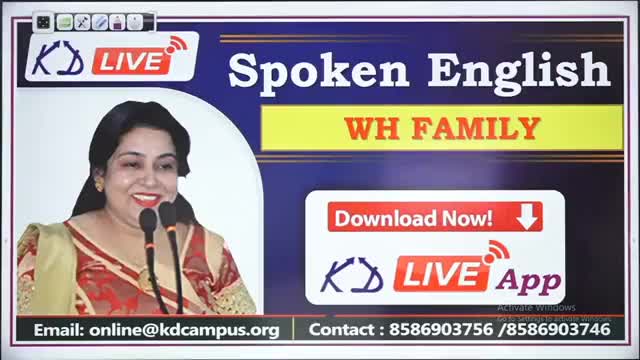 KD LIVE
Spoken English
WH FAMILY
Download Now!
KD LIVE App
Activate Windows
Go to Settings to activate Windows.
Email: online@kdcampus.org
Contact : 8586903756 /8586903746